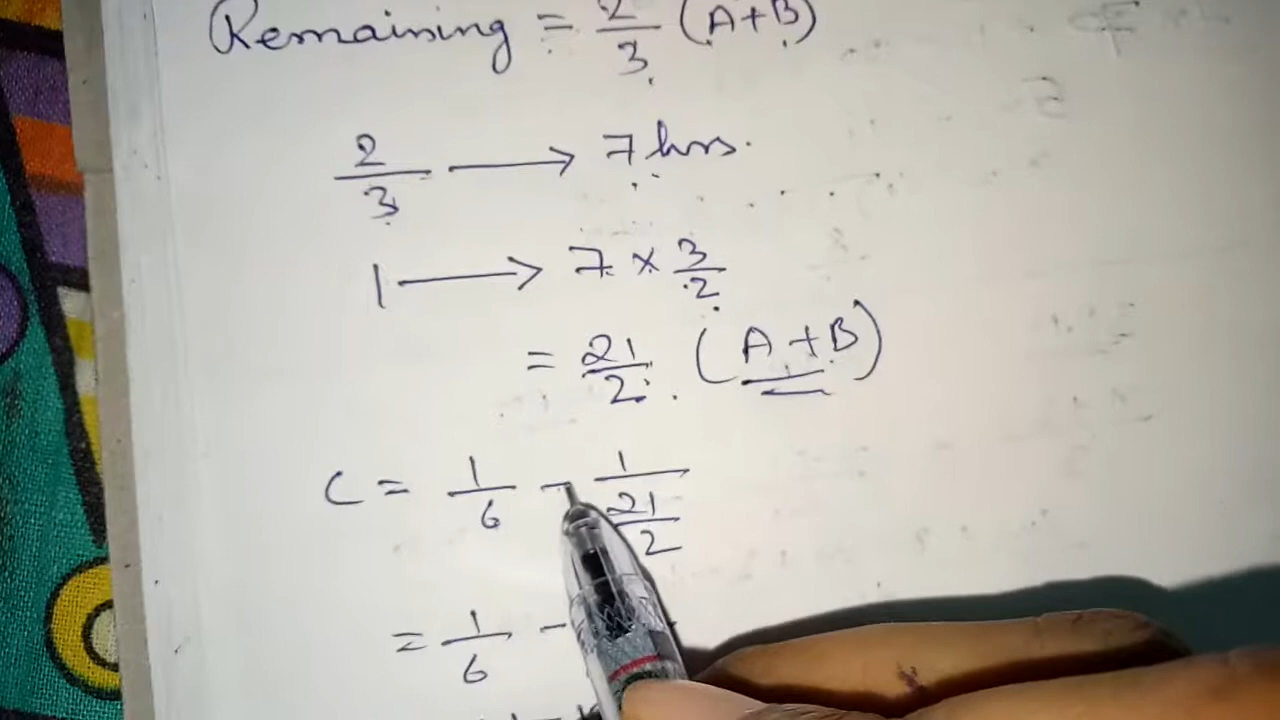 Remaining = 2/3 (A+B)
2/3 → 7 hrs.
1 → 7 × 3/2
= 21/2 (A+B)
C = 1/6 - 1/(21/2)
= 1/6 -